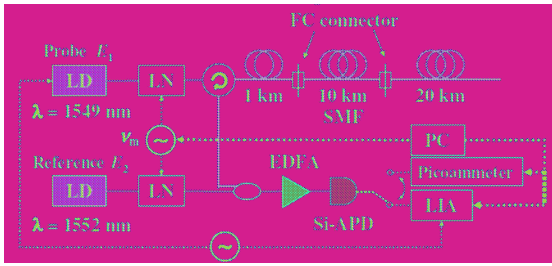 FC connector
Probe E1
LD
LN
1 km
10 km
20 km
λ = 1549 nm
SMF
νm
PC
Reference E2
EDFA
Picoammeter
LD
LN
LIA
Si-APD
λ = 1552 nm